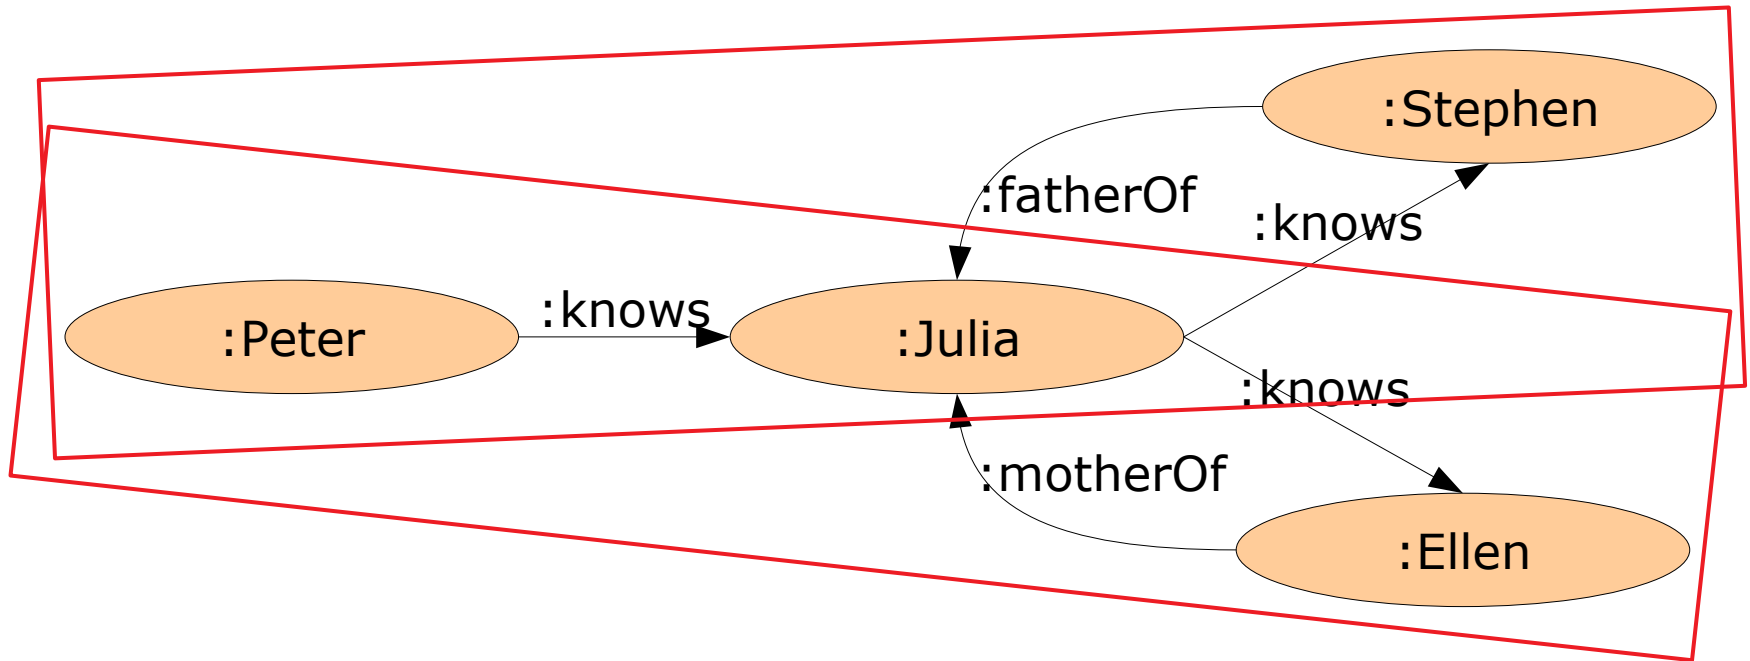 :Stephen
:fatherOf
:knows
:knows
:Peter
:Julia
:knows
:motherOf
:Ellen